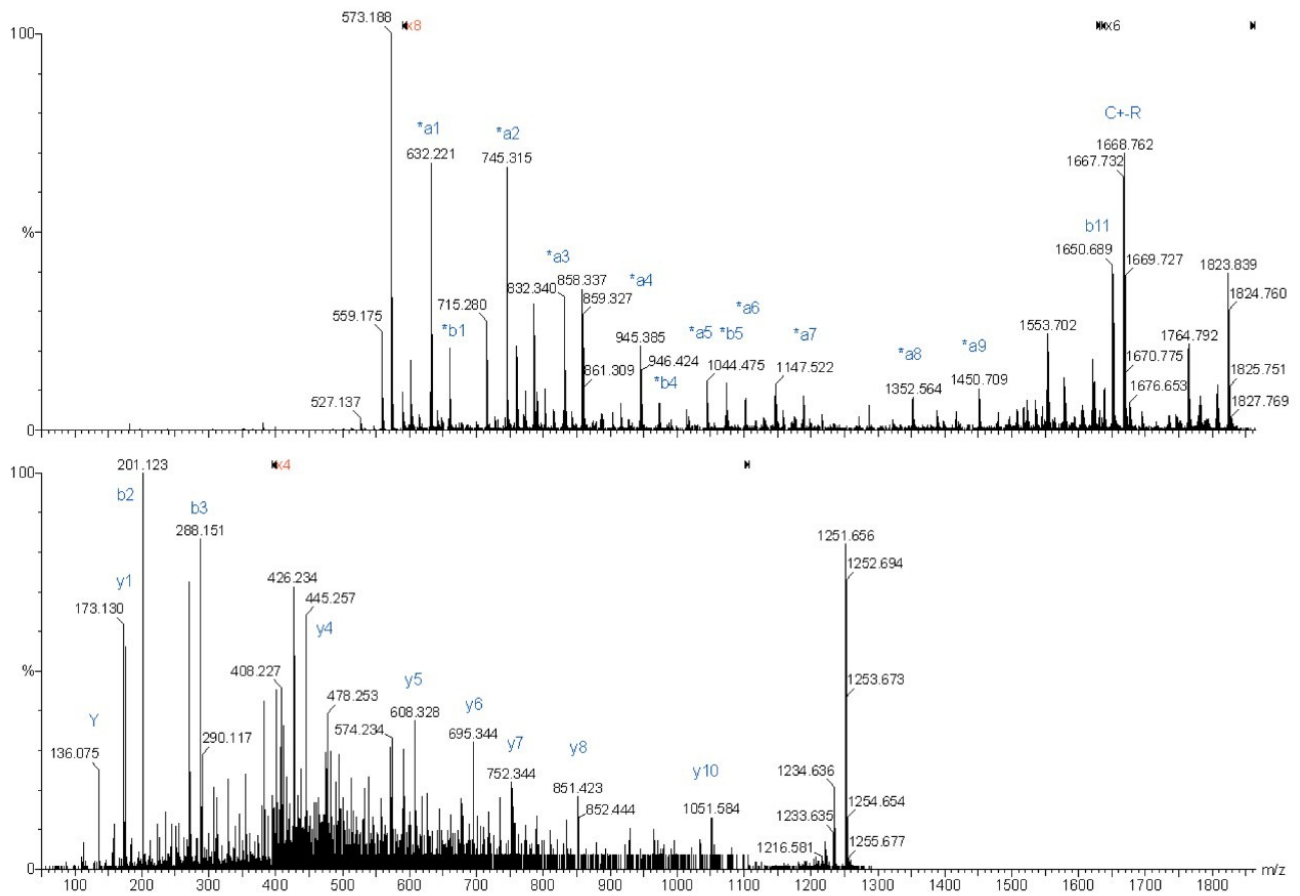 573.188
100
x8
x6
*a1
*a2
C+-R
632.221
745.315
1668.762
1667.732
%
b11
1650.689
*a3
*a4
858.337
832.340
859.327
715.280
559.175
*b1
*a5
*b5
*a6
*a7
1669.727
1823.839
1824.760
945.385
946.424
1044.475
1147.522
1553.702
1764.792
*a8
*a9
861.309
*b4
1352.564
1450.709
1670.775
1676.653
1825.751
1827.769
527.137
0
100
201.123
x4
b2
b3
288.151
1251.656
1252.694
y1
173.130
426.234
445.257
y4
%
408.227
478.253
y5
608.328
y6
695.344
1253.673
Y
136.075
290.117
574.234
y7
752.344
y8
851.423
852.444
y10
1051.584
1234.636
1233.635
1216.581
1254.654
1255.677
0
100 200 300 400 500 600 700 800 900 1000 1100 1200 1300 1400 1500 1600 1700 1800 m/z